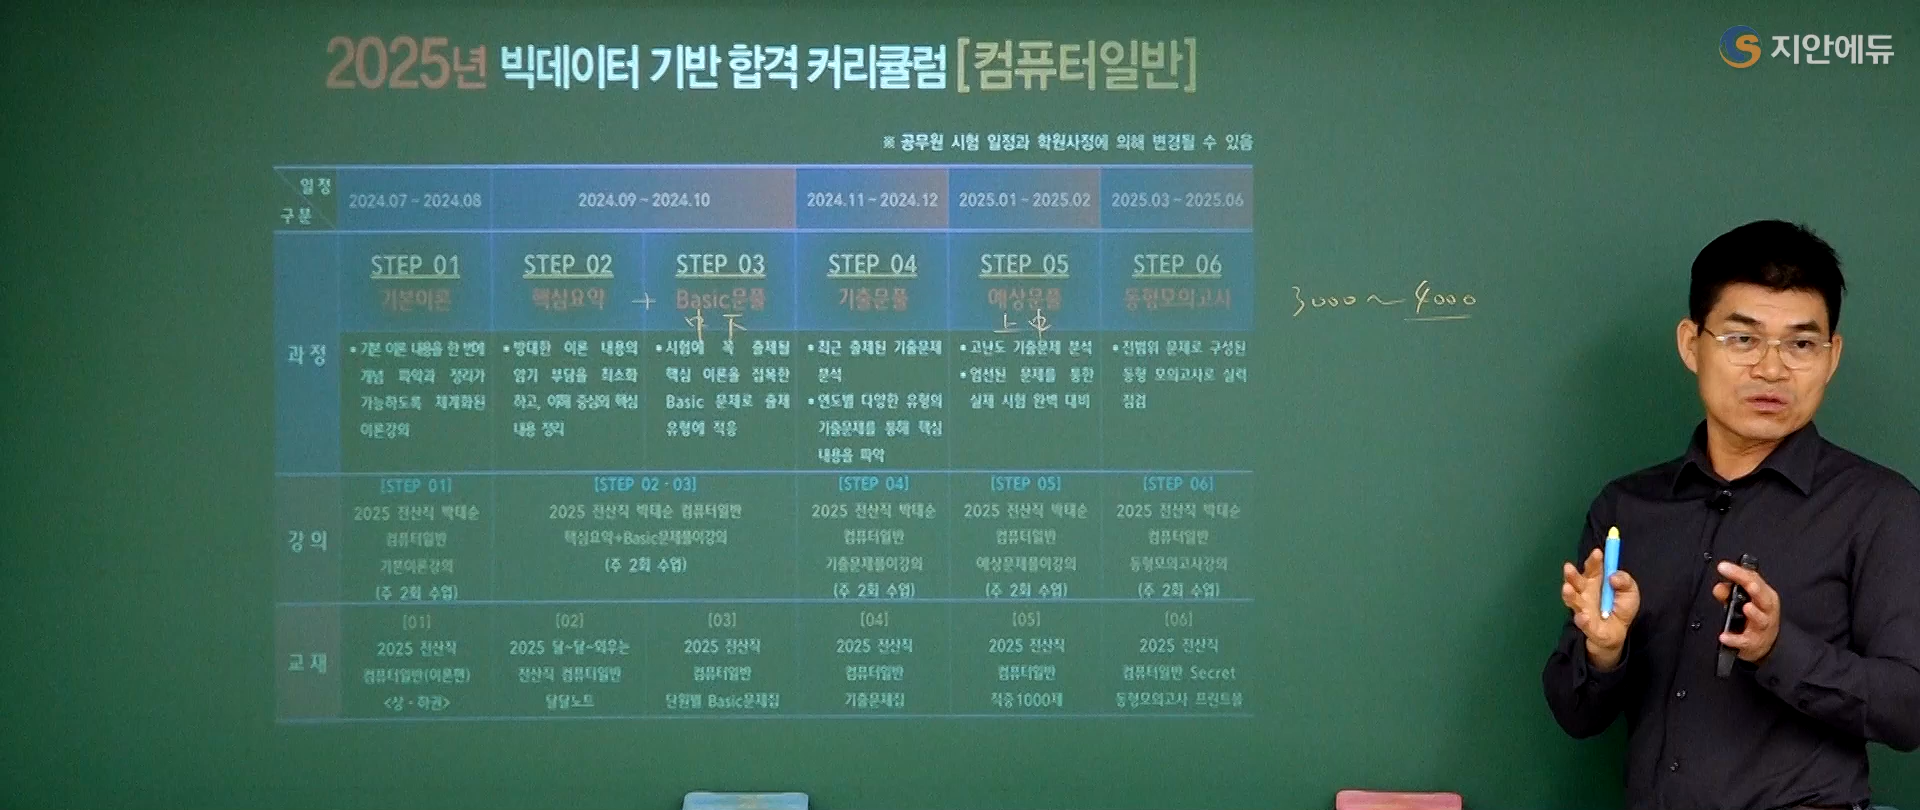 지안에듀
2025년 빅데이터 기반 합격 커리큘럼 [컴퓨터일반]
※ 공무원 시험 일정과 학원사정에 의해 변경될 수 있음
일정
구분
2024.07 ~ 2024.08
2024.09 ~ 2024.10
2024.11 ~ 2024.12
2025.01 ~ 2025.02
2025.03 ~ 2025.06
과정
STEP 01
기본이론
• 기본 이론 내용을 한 번에
개념 파악과 정리가
가능하도록 체계화된
이론강의
STEP 02
핵심요약
• 방대한 이론 내용의
암기 부담을 최소화
하고, 이해 중심의 핵심
내용 정리
+
STEP 03
Basic문풀
中 下
• 시험에 꼭 출제될
핵심 이론을 접목한
Basic 문제로 출제
유형에 적응
STEP 04
기출문풀
• 최근 출제된 기출문제
분석
• 연도별 다양한 유형의
기출문제를 통해 핵심
내용을 파악
STEP 05
예상문풀
上 中
• 고난도 기출문제 분석
• 엄선된 문제를 통한
실제 시험 완벽 대비
STEP 06
동형모의고사
• 전범위 문제로 구성된
동형 모의고사로 실력
점검
3000 ~ 4000
강의
[STEP 01]
2025 전산직 박태순
컴퓨터일반
기본이론강의
(주 2회 수업)
[STEP 02 - 03]
2025 전산직 박태순 컴퓨터일반
핵심요약+Basic문제풀이강의
(주 2회 수업)
[STEP 04]
2025 전산직 박태순
컴퓨터일반
기출문제풀이강의
(주 2회 수업)
[STEP 05]
2025 전산직 박태순
컴퓨터일반
예상문제풀이강의
(주 2회 수업)
[STEP 06]
2025 전산직 박태순
컴퓨터일반
동형모의고사강의
(주 2회 수업)
교재
[01]
2025 전산직
컴퓨터일반(이론편)
<상·하권>
[02]
2025 달~달~외우는
전산직 컴퓨터일반
달달노트
[03]
2025 전산직
컴퓨터일반
단원별 Basic문제집
[04]
2025 전산직
컴퓨터일반
기출문제집
[05]
2025 전산직
컴퓨터일반
적중1000제
[06]
2025 전산직
컴퓨터일반 Secret
동형모의고사 프린트물